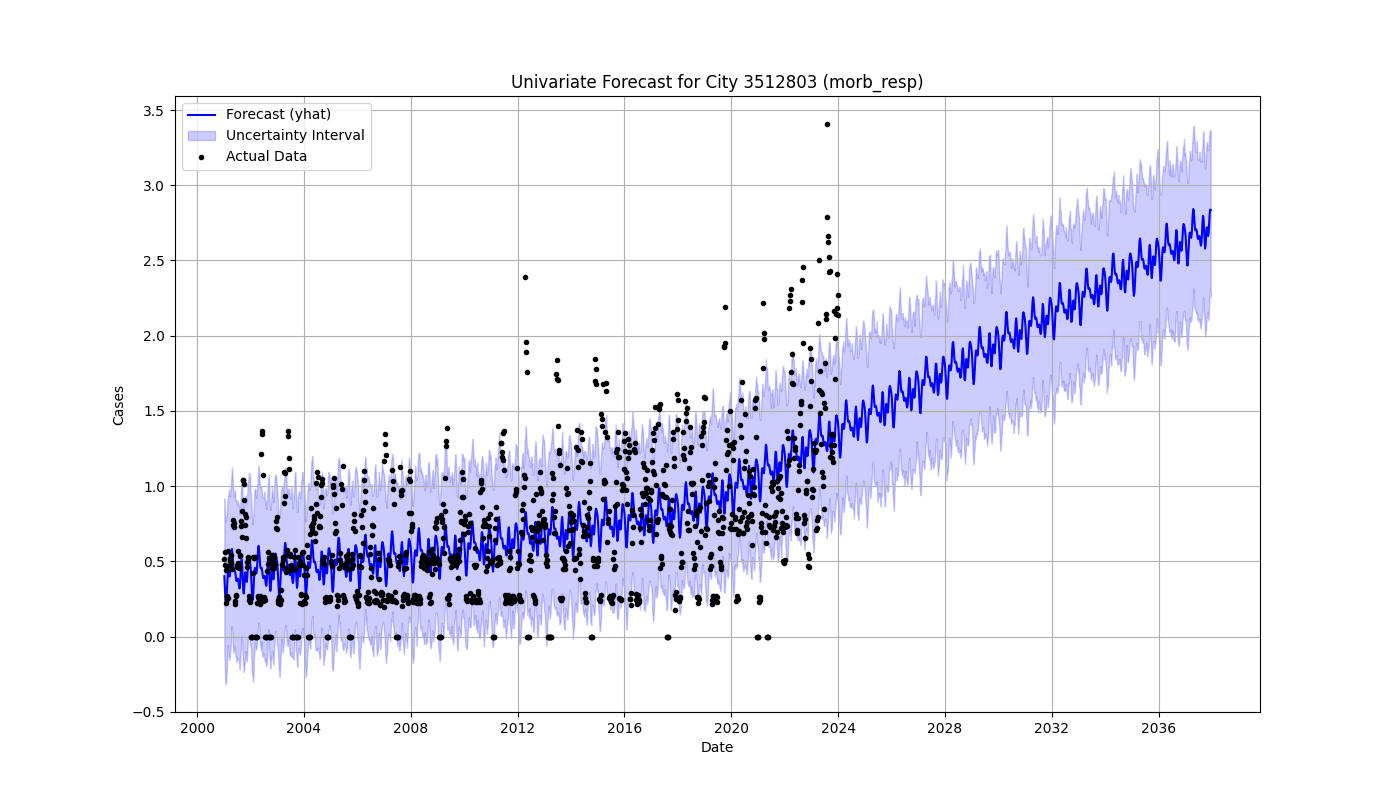 Univariate Forecast for City 3512803 (morb_resp)
Forecast (yhat)
Uncertainty Interval
Actual Data
3.5
3.0
2.5
2.0
1.5
1.0
0.5
0.0
−0.5
Cases
2000 2004 2008 2012 2016 2020 2024 2028 2032 2036
Date